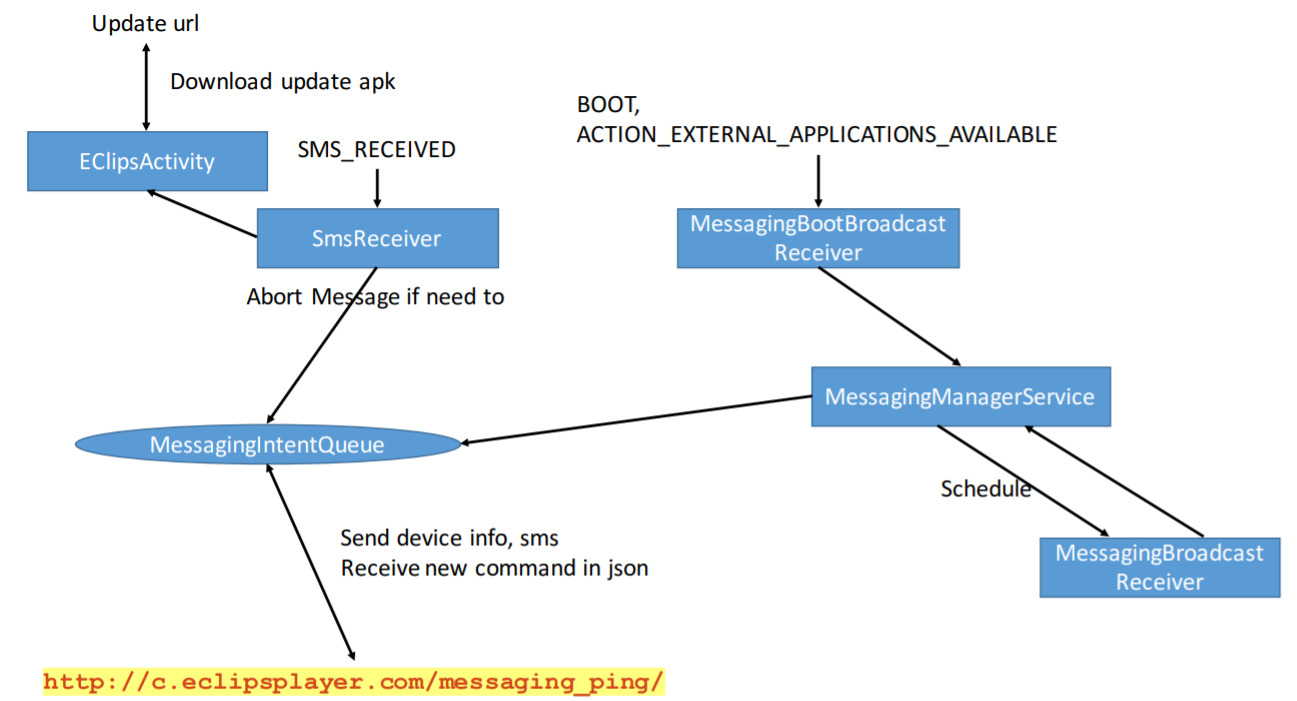 Update url
Download update apk
BOOT,
ACTION_EXTERNAL_APPLICATIONS_AVAILABLE
EClipsActivity
SMS_RECEIVED
SmsReceiver
MessagingBootBroadcast
Receiver
Abort Message if need to
MessagingManagerService
MessagingIntentQueue
Schedule
Send device info, sms
Receive new command in json
MessagingBroadcast
Receiver
http://c.eclipsplayer.com/messaging_ping/